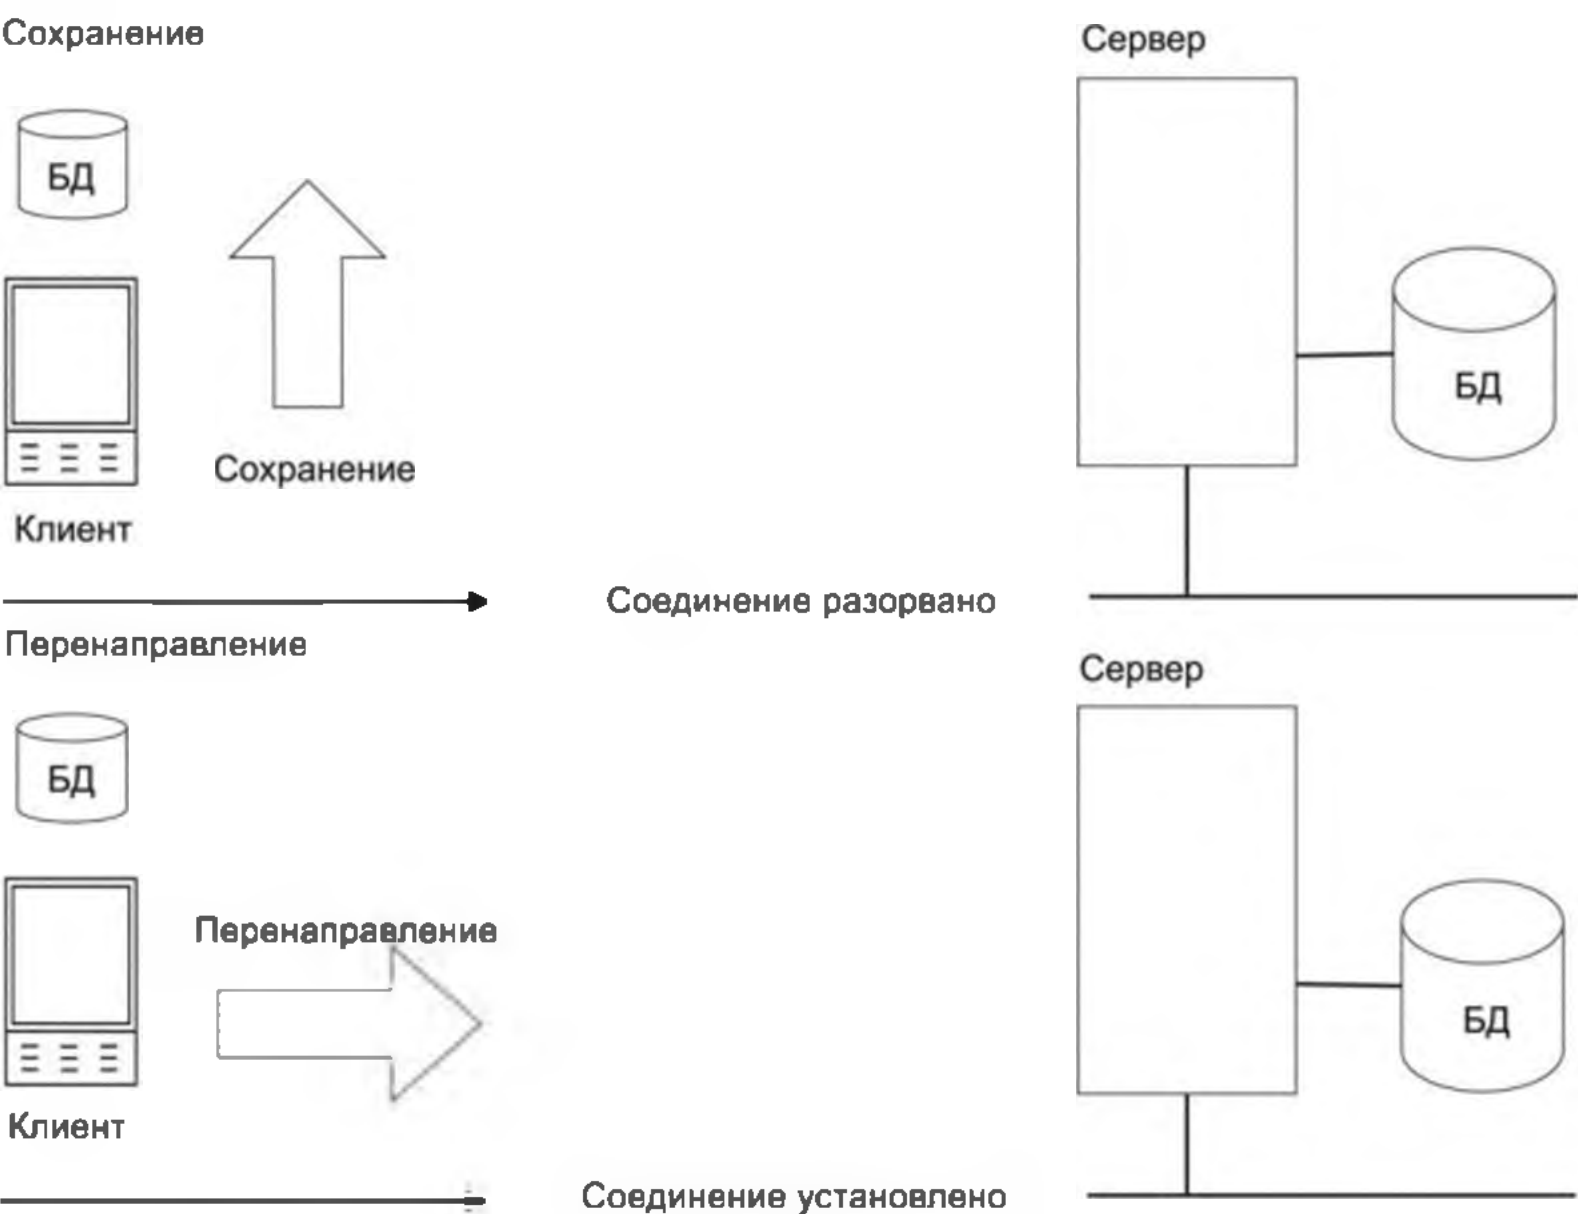 Сохранение
Сервер
БД
БД
Сохранение
Клиент
Соединение разорвано
Перенаправление
Сервер
БД
Перенаправление
БД
Клиент
Соединение установлено